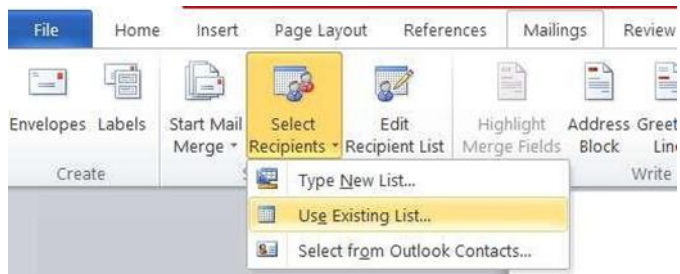 File Home Insert Page Layout References Mailings Review
Envelopes Labels Start Mail Merge Select Recipients Edit Recipient List Highlight Merge Fields Address Block
Create Write
Type New List...
Use Existing List...
Select from Outlook Contacts...